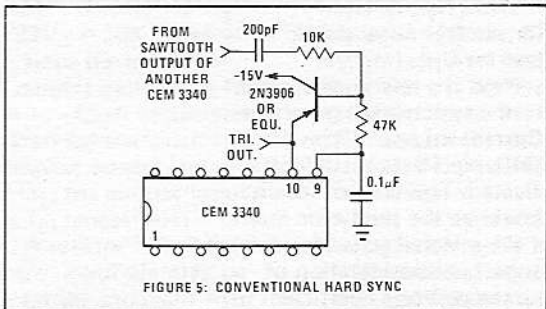 FROM
SAWTOOTH
OUTPUT OF
ANOTHER
CEM 3340
200pF
10K
-15V
2N3906
OR
EQU.
47K
TRI.
OUT.
0.1µF
10 9
CEM 3340
1
FIGURE 5: CONVENTIONAL HARD SYNC